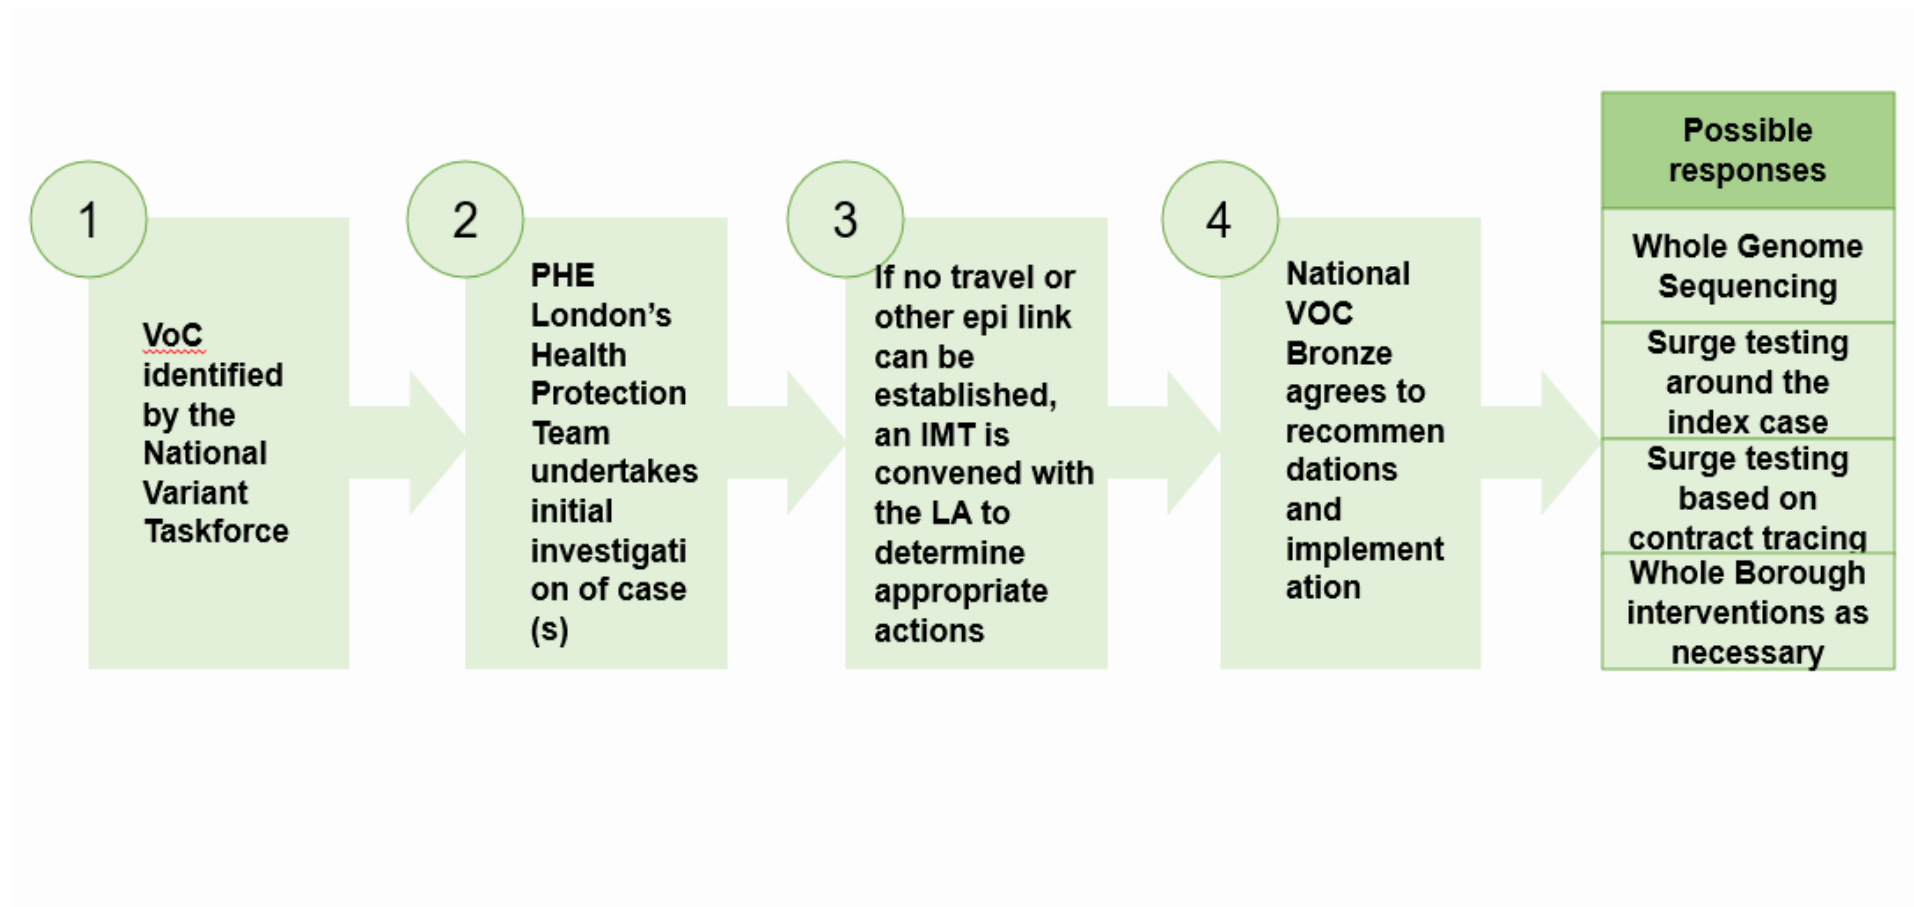 1
VoC
identified
by the
National
Variant
Taskforce
2
PHE
London’s
Health
Protection
Team
undertakes
initial
investigati
on of case
(s)
3
If no travel or
other epi link
can be
established,
an IMT is
convened with
the LA to
determine
appropriate
actions
4
National
VOC
Bronze
agrees to
recommen
dations
and
implement
ation
Possible
responses
Whole Genome
Sequencing
Surge testing
around the
index case
Surge testing
based on
contract tracing
Whole Borough
interventions as
necessary